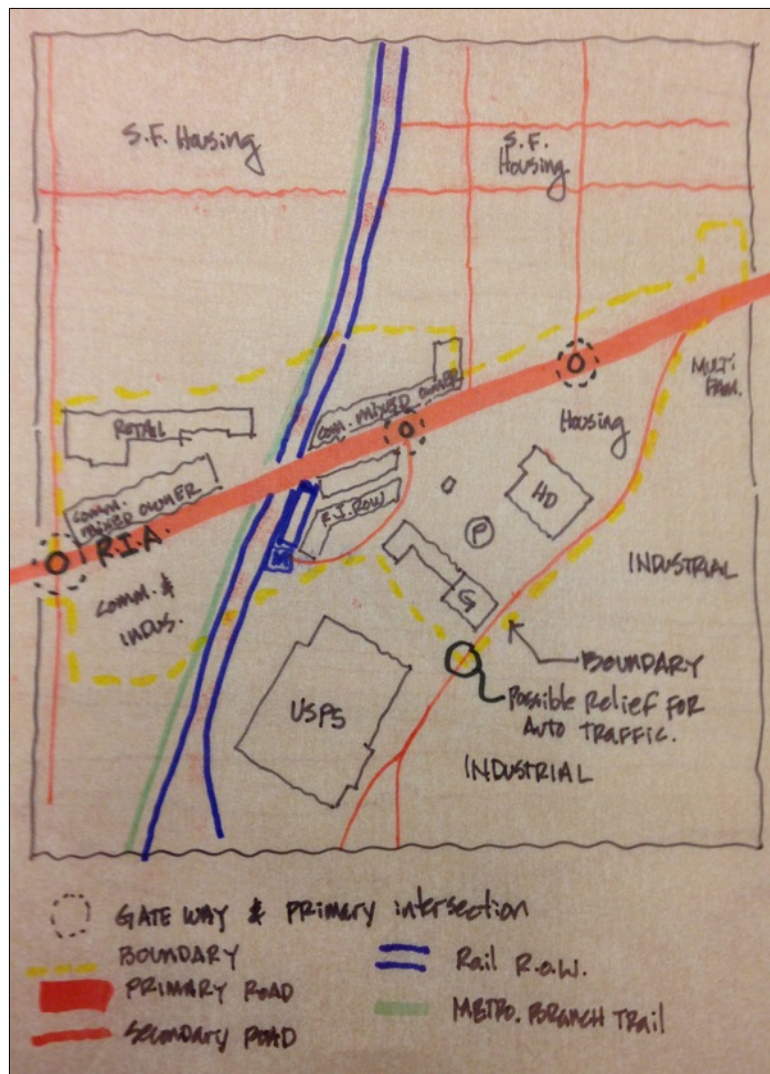 S.F. Housing
S.F.
Housing
MULTI
FAM.
Comm. MIXED OWNER
RETAIL
Housing
Comm.
MIXED OWNER
HD
R.I.A.
F.J. ROW
P
M
INDUSTRIAL
Comm. &
INDUS.
G
BOUNDARY
USPS
Possible Relief FOR
AUTO TRAFFIC.
INDUSTRIAL
GATE WAY & PRIMARY intersection
BOUNDARY
Rail R.O.W.
PRIMARY ROAD
METRO. BRANCH TRail
Secondary ROAD